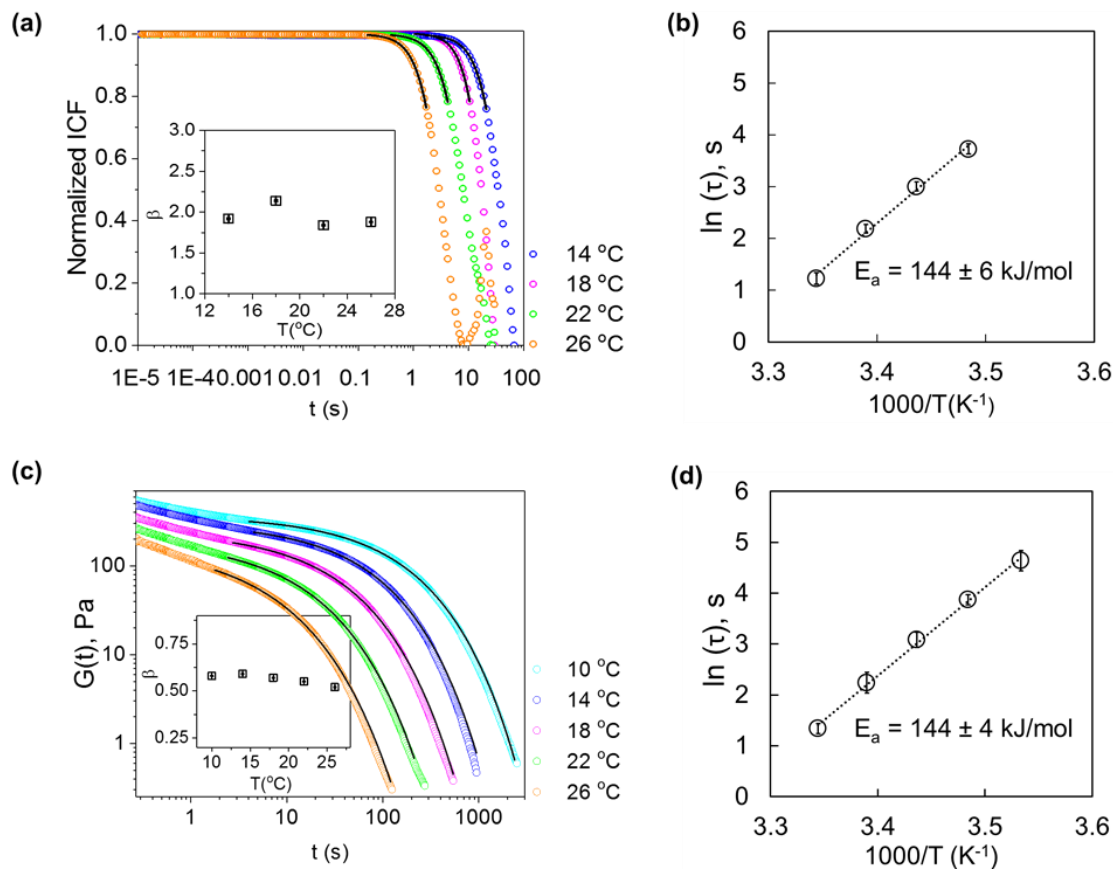 (a)
Normalized ICF
1.0
0.8
0.6
0.4
0.2
0.0
1E-5 1E-4 0.001 0.01 0.1 1 10 100
t (s)
β
3.0
2.5
2.0
1.5
1.0
12 16 20 24 28
T(°C)
14 °C
18 °C
22 °C
26 °C
(b)
ln (τ), s
6
5
4
3
2
1
0
Ea = 144 ± 6 kJ/mol
3.3 3.4 3.5 3.6
1000/T(K-1)
(c)
G(t), Pa
100
10
1
1 10 100 1000
t (s)
β
0.75
0.50
0.25
10 15 20 25
T(°C)
10 °C
14 °C
18 °C
22 °C
26 °C
(d)
ln (τ), s
6
5
4
3
2
1
0
Ea = 144 ± 4 kJ/mol
3.3 3.4 3.5 3.6
1000/T (K-1)